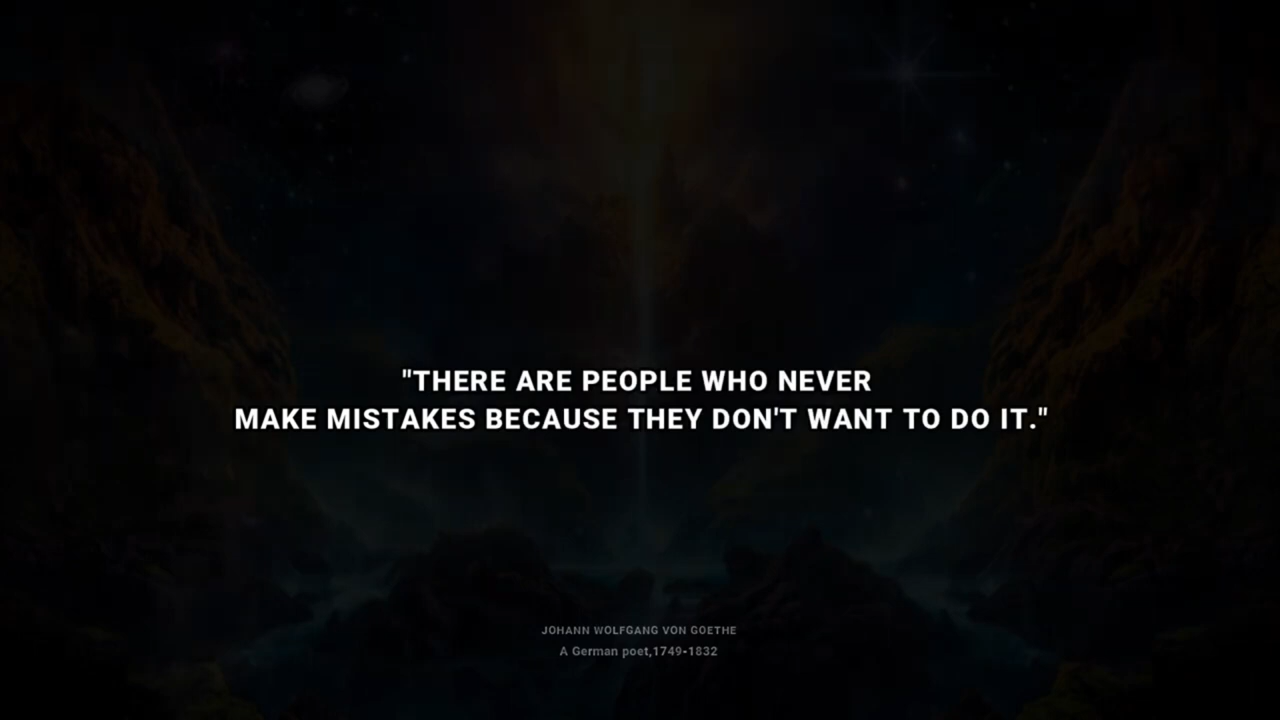 "THERE ARE PEOPLE WHO NEVER
MAKE MISTAKES BECAUSE THEY DON'T WANT TO DO IT."
JOHANN WOLFGANG VON GOETHE
A German poet,1749-1832